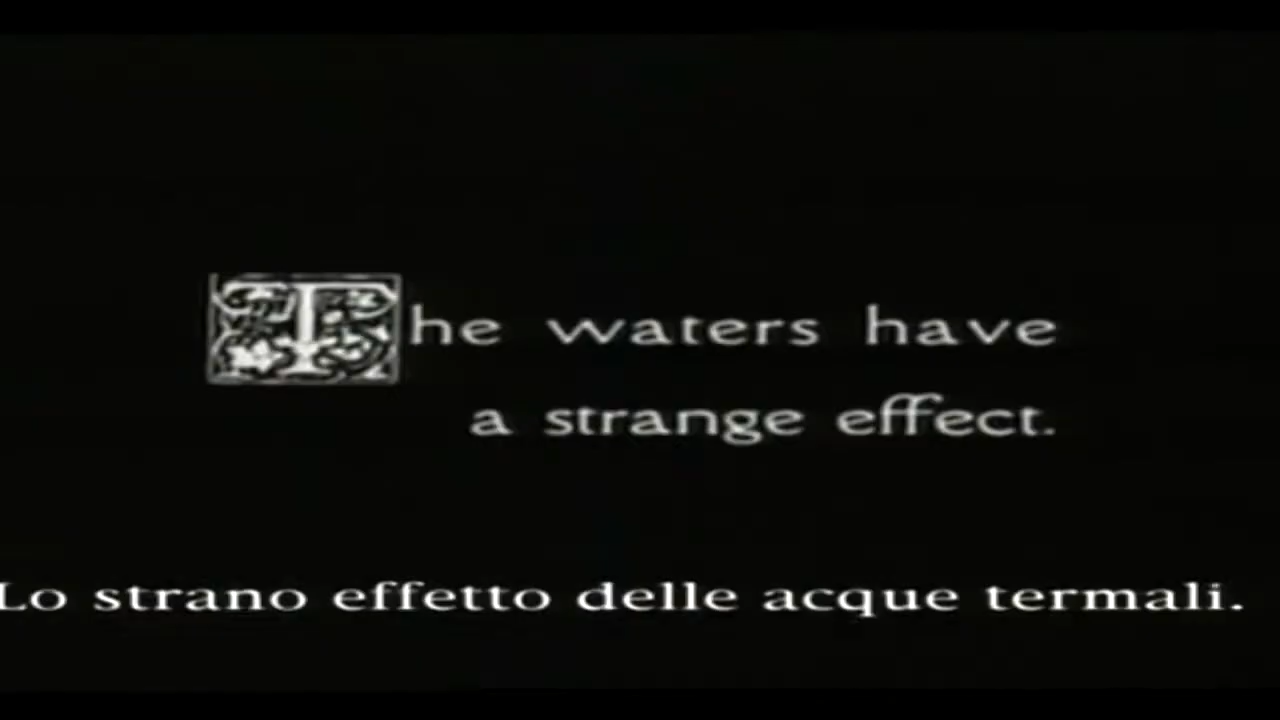 The waters have
a strange effect.
Lo strano effetto delle acque termali.